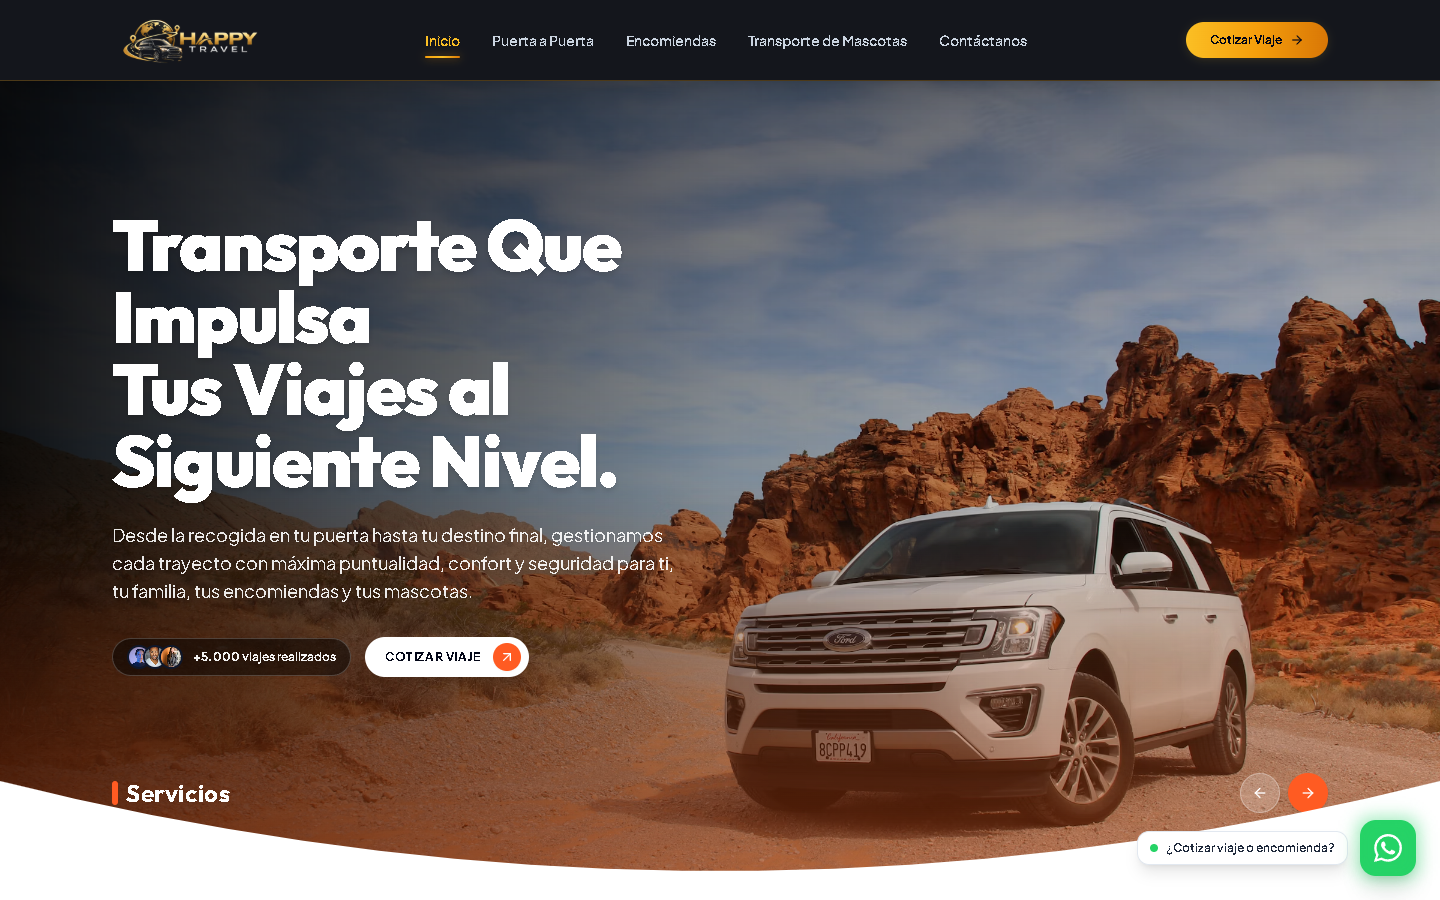 HAPPY
TRAVEL
Inicio
Puerta a Puerta
Encomiendas
Transporte de Mascotas
Contáctanos
Cotizar Viaje
Transporte Que
Impulsa
Tus Viajes al
Siguiente Nivel.
Desde la recogida en tu puerta hasta tu destino final, gestionamos
cada trayecto con máxima puntualidad, confort y seguridad para ti,
tu familia, tus encomiendas y tus mascotas.
+5.000 viajes realizados
COTIZAR VIAJE
Ford
California
8CPP419
Servicios
¿Cotizar viaje o encomienda?